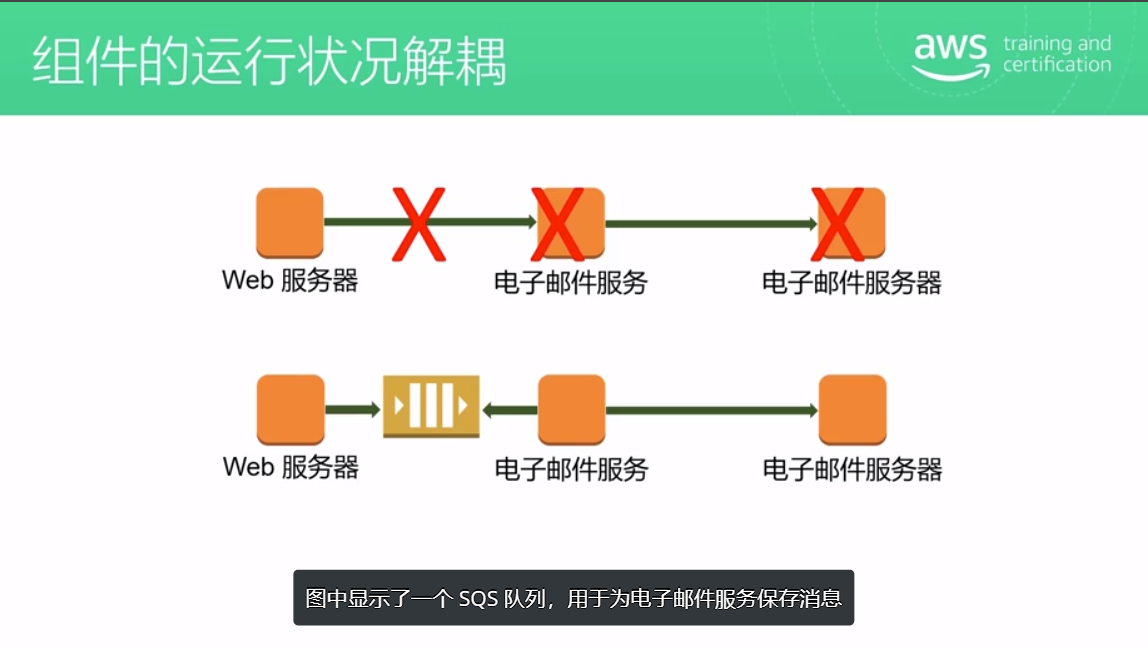 组件的运行状况解耦
aws training and
certification
Web 服务器
电子邮件服务
电子邮件服务器
Web 服务器
电子邮件服务
电子邮件服务器
图中显示了一个 SQS 队列，用于为电子邮件服务保存消息